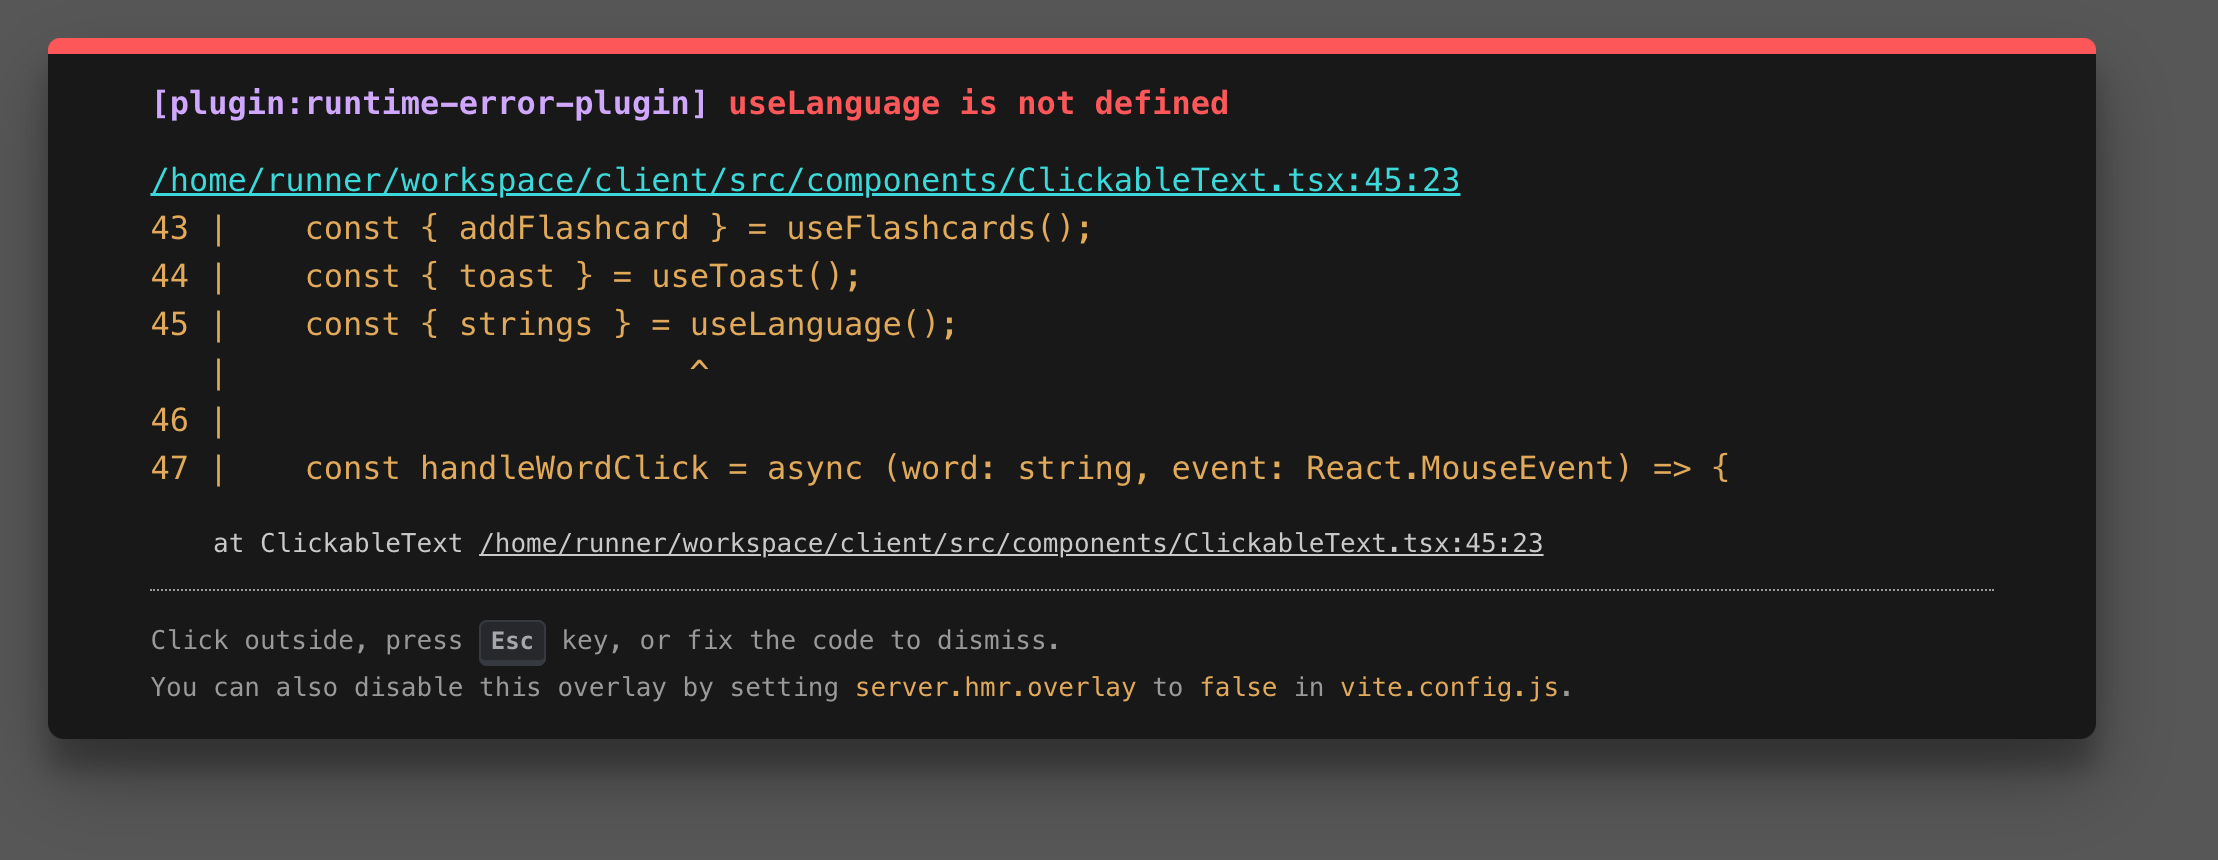 [plugin:runtime-error-plugin] useLanguage is not defined
/home/runner/workspace/client/src/components/ClickableText.tsx:45:23
43 |    const { addFlashcard } = useFlashcards();
44 |    const { toast } = useToast();
45 |    const { strings } = useLanguage();
   |                        ^
46 |
47 |    const handleWordClick = async (word: string, event: React.MouseEvent) => {
    at ClickableText /home/runner/workspace/client/src/components/ClickableText.tsx:45:23
Click outside, press Esc key, or fix the code to dismiss.
You can also disable this overlay by setting server.hmr.overlay to false in vite.config.js.